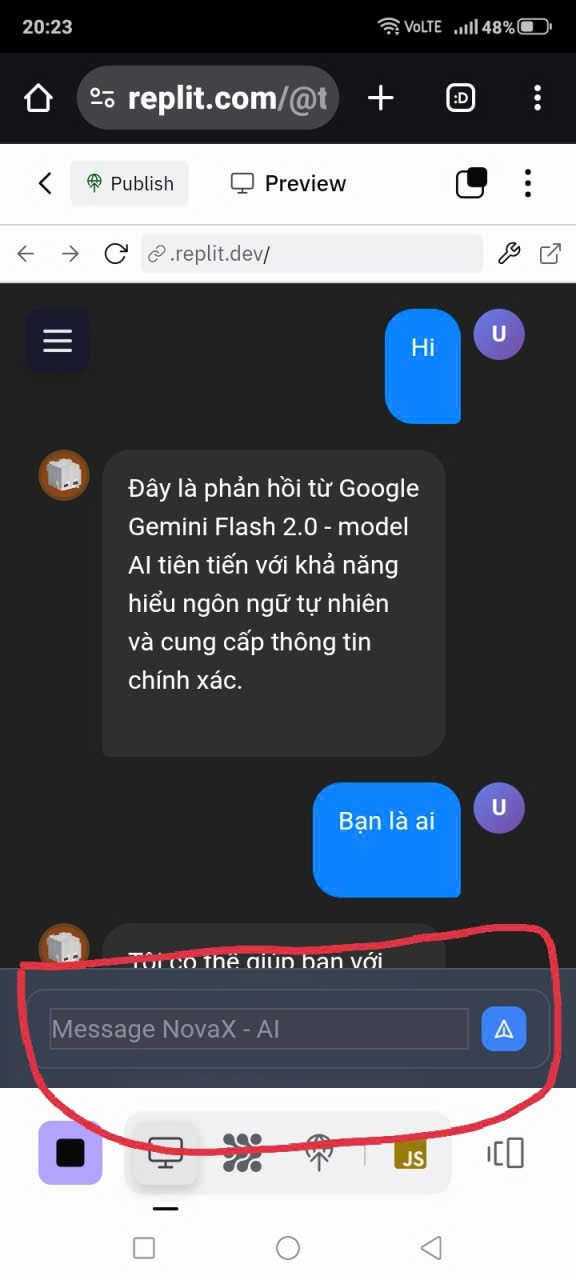 20:23 VoLTE 48%
replit.com/@t :D
Publish Preview
.replit.dev/
Hi U
Đây là phản hồi từ Google
Gemini Flash 2.0 - model
AI tiên tiến với khả năng
hiểu ngôn ngữ tự nhiên
và cung cấp thông tin
chính xác.
Bạn là ai U
Tôi có thể giúp bạn với
Message NovaX - AI
JS